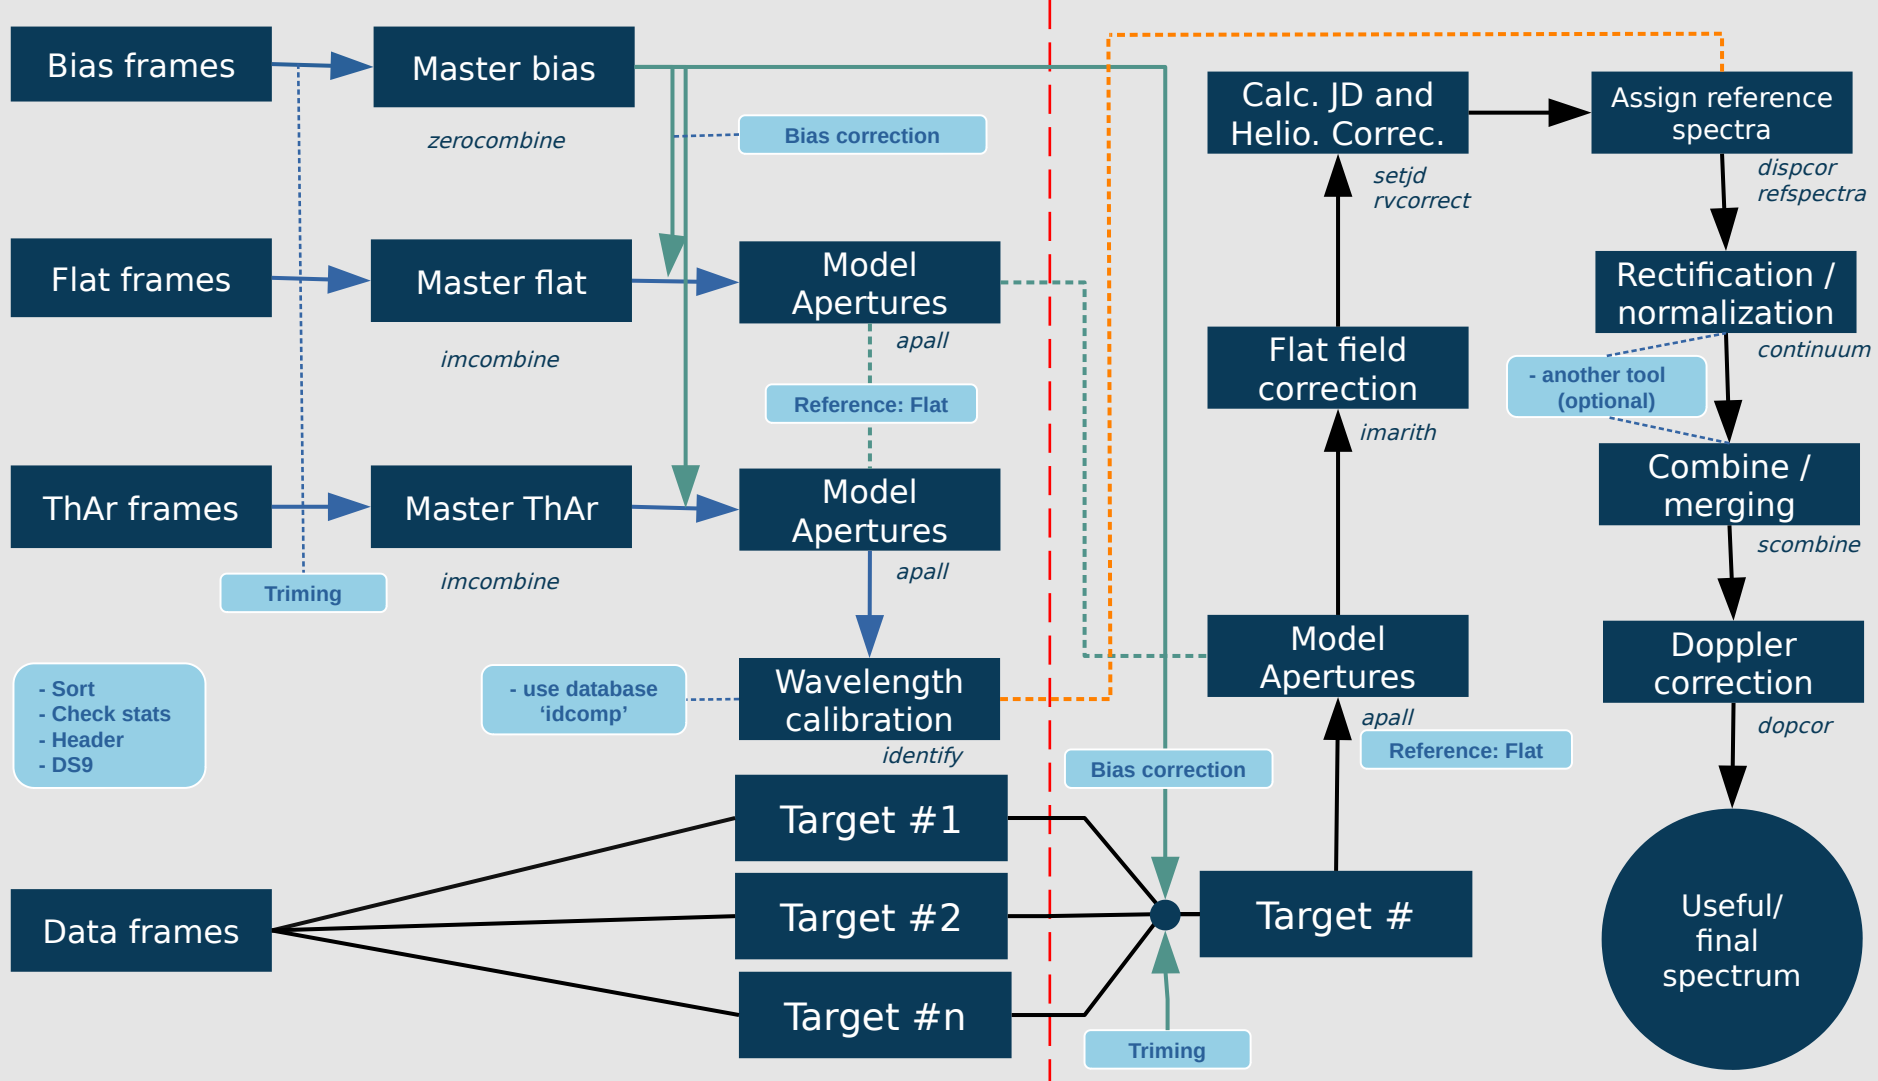 Bias frames
Master bias
zerocombine
Bias correction
Flat frames
Master flat
imcombine
Model
Apertures
apall
Reference: Flat
ThAr frames
Master ThAr
imcombine
Model
Apertures
apall
Triming
- Sort
- Check stats
- Header
- DS9
- use database
‘idcomp’
Wavelength
calibration
identify
Data frames
Target #1
Target #2
Target #n
Bias correction
Triming
Target #
Model
Apertures
apall
Reference: Flat
Flat field
correction
imarith
Calc. JD and
Helio. Correc.
setjd
rvcorrect
Assign reference
spectra
dispcor
refspectra
Rectification /
normalization
continuum
- another tool
(optional)
Combine /
merging
scombine
Doppler
correction
dopcor
Useful/
final
spectrum